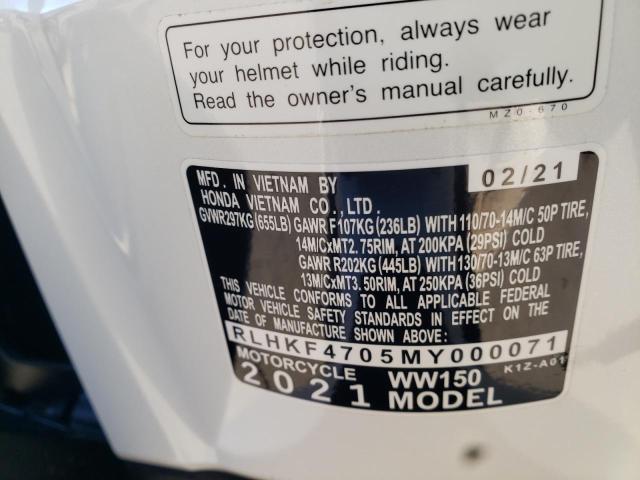 For your protection, always wear
your helmet while riding.
Read the owner's manual carefully.
MZ0-670
MFD. IN VIETNAM BY 02/21
HONDA VIETNAM CO., LTD.
GVWR297KG (655LB) GAWR F107KG (236LB) WITH 110/70-14M/C 50P TIRE,
14M/CxMT2. 75RIM, AT 200KPA (29PSI) COLD
GAWR R202KG (445LB) WITH 130/70-13M/C 63P TIRE,
13M/CxMT3. 50RIM, AT 250KPA (36PSI) COLD
THIS VEHICLE CONFORMS TO ALL APPLICABLE FEDERAL
MOTOR VEHICLE SAFETY STANDARDS IN EFFECT ON THE
DATE OF MANUFACTURE SHOWN ABOVE.
RLHKF4705MY000071
MOTORCYCLE WW150 K1Z-A01
2021 MODEL